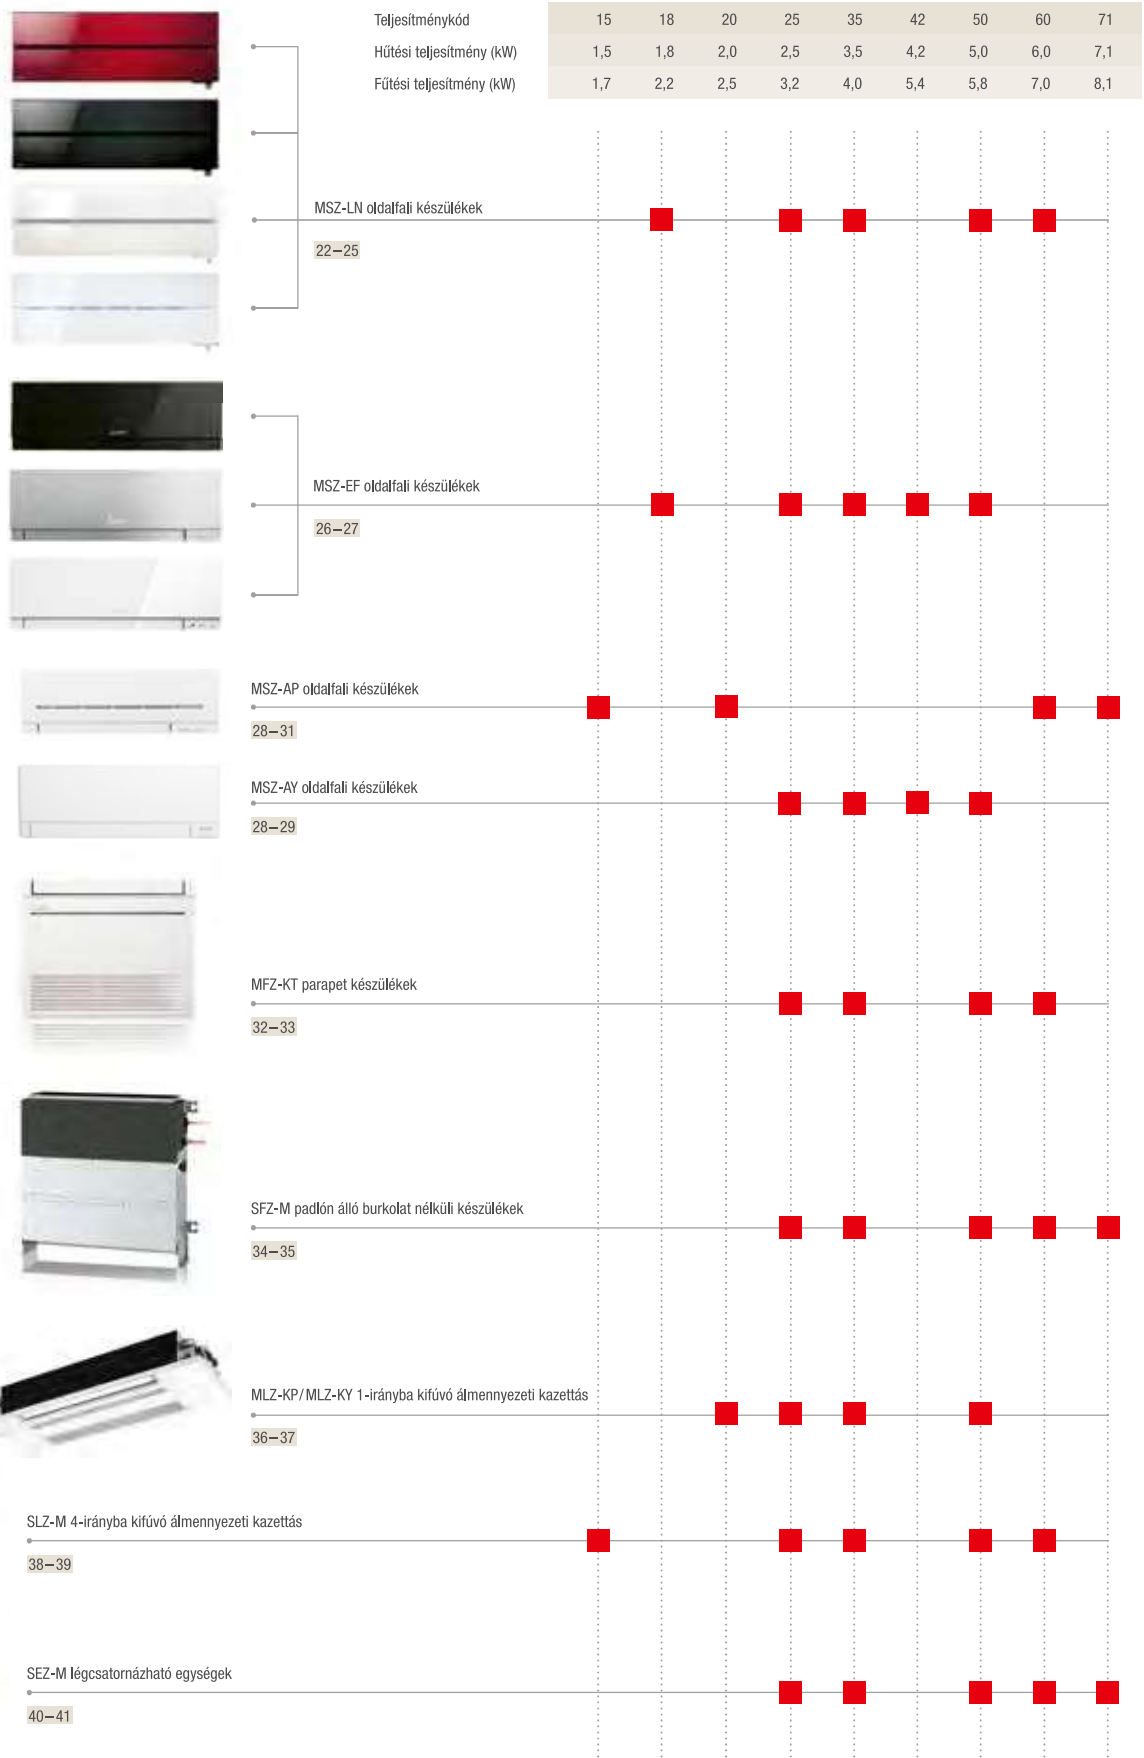 Teljesítménykód 15 18 20 25 35 42 50 60 71
Hűtési teljesítmény (kW) 1,5 1,8 2,0 2,5 3,5 4,2 5,0 6,0 7,1
Fűtési teljesítmény (kW) 1,7 2,2 2,5 3,2 4,0 5,4 5,8 7,0 8,1
MSZ-LN oldalfali készülékek
22–25
MSZ-EF oldalfali készülékek
26–27
MSZ-AP oldalfali készülékek
28–31
MSZ-AY oldalfali készülékek
28–29
MFZ-KT parapet készülékek
32–33
SFZ-M padlón álló burkolat nélküli készülékek
34–35
MLZ-KP/MLZ-KY 1-irányba kifúvó álmennyezeti kazettás
36–37
SLZ-M 4-irányba kifúvó álmennyezeti kazettás
38–39
SEZ-M légcsatornázható egységek
40–41